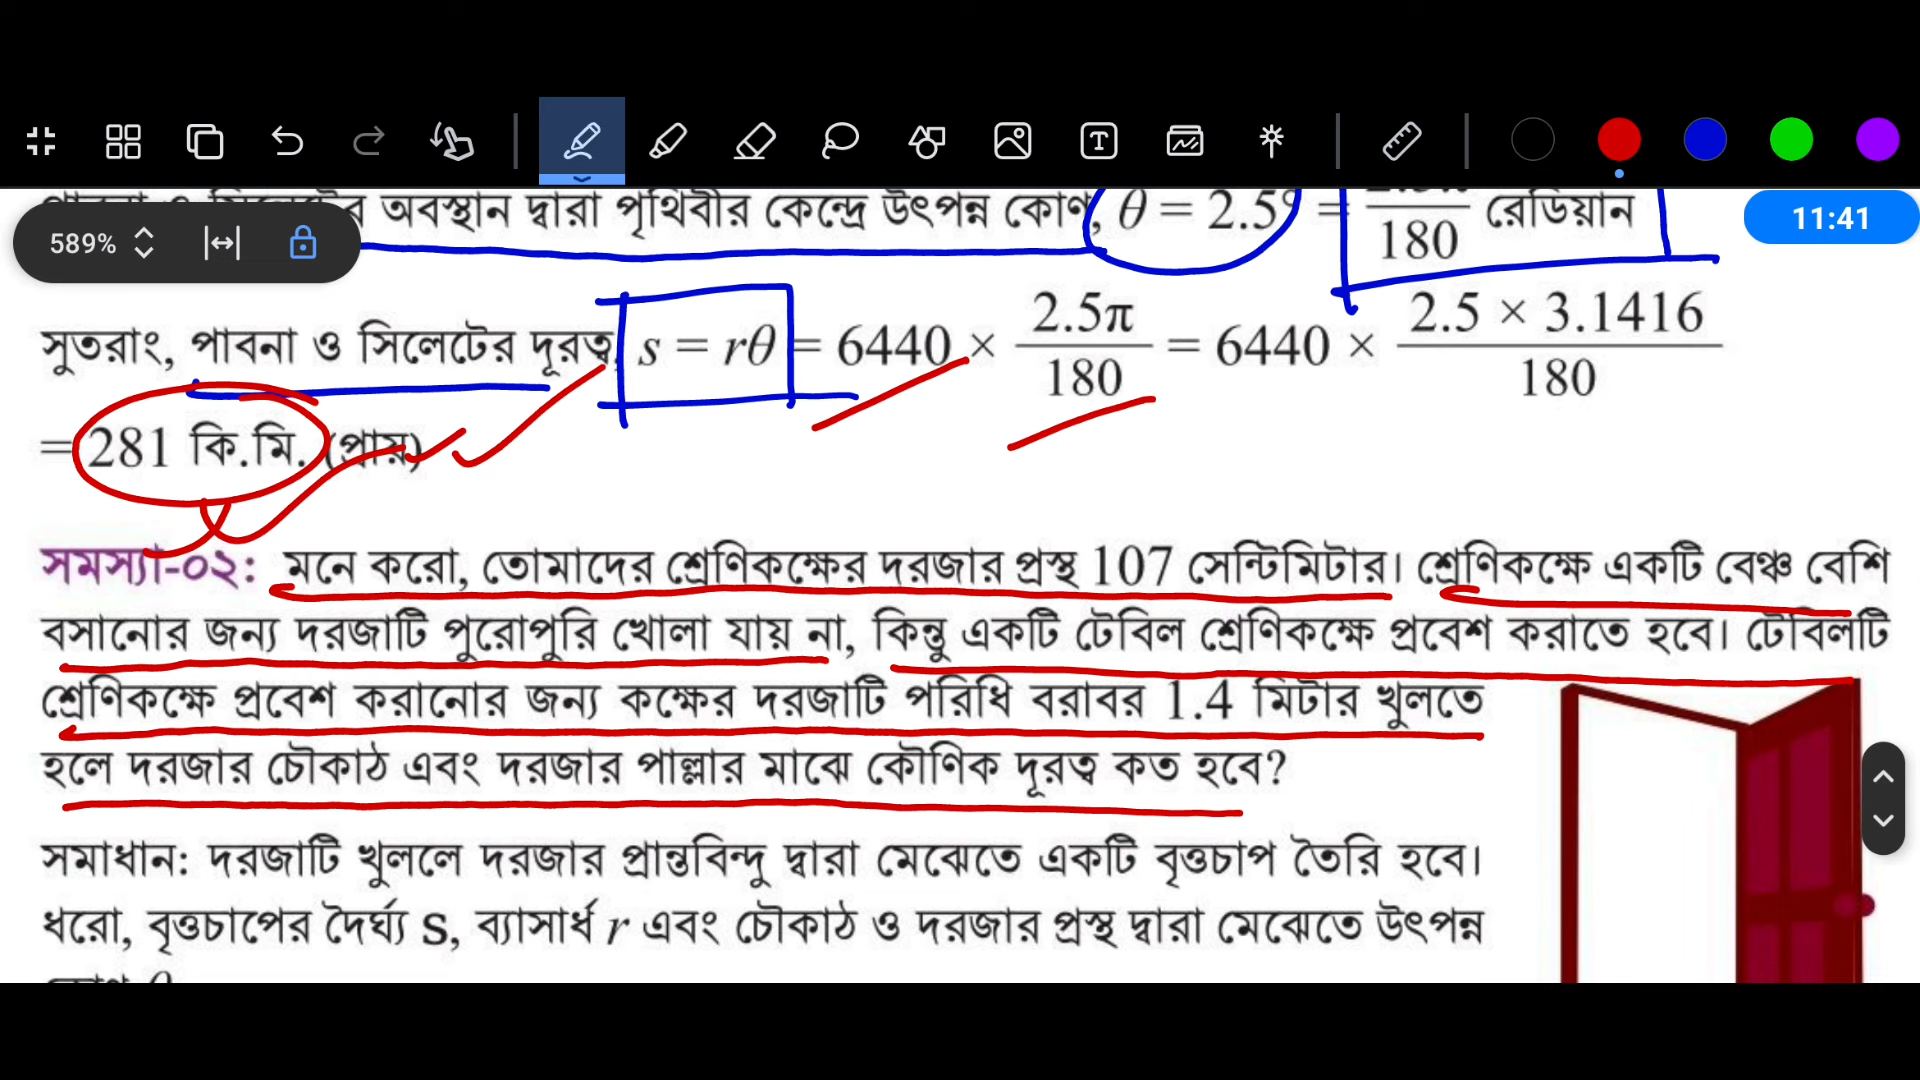 589%
11:41
অবস্থান দ্বারা পৃথিবীর কেন্দ্রে উৎপন্ন কোণ, θ = 2.5° = 2.5π/180 রেডিয়ান
সুতরাং, পাবনা ও সিলেটের দূরত্ব, s = rθ = 6440 × 2.5π/180 = 6440 × 2.5 × 3.1416/180
= 281 কি.মি. (প্রায়)
সমস্যা-০২: মনে করো, তোমাদের শ্রেণিকক্ষের দরজার প্রস্থ 107 সেন্টিমিটার। শ্রেণিকক্ষে একটি বেঞ্চ বেশি
বসানোর জন্য দরজাটি পুরোপুরি খোলা যায় না, কিন্তু একটি টেবিল শ্রেণিকক্ষে প্রবেশ করাতে হবে। টেবিলটি
শ্রেণিকক্ষে প্রবেশ করানোর জন্য কক্ষের দরজাটি পরিধি বরাবর 1.4 মিটার খুলতে
হলে দরজার চৌকাঠ এবং দরজার পাল্লার মাঝে কৌণিক দূরত্ব কত হবে?
সমাধান: দরজাটি খুললে দরজার প্রান্তবিন্দু দ্বারা মেঝেতে একটি বৃত্তচাপ তৈরি হবে।
ধরো, বৃত্তচাপের দৈর্ঘ্য s, ব্যাসার্ধ r এবং চৌকাঠ ও দরজার প্রস্থ দ্বারা মেঝেতে উৎপন্ন